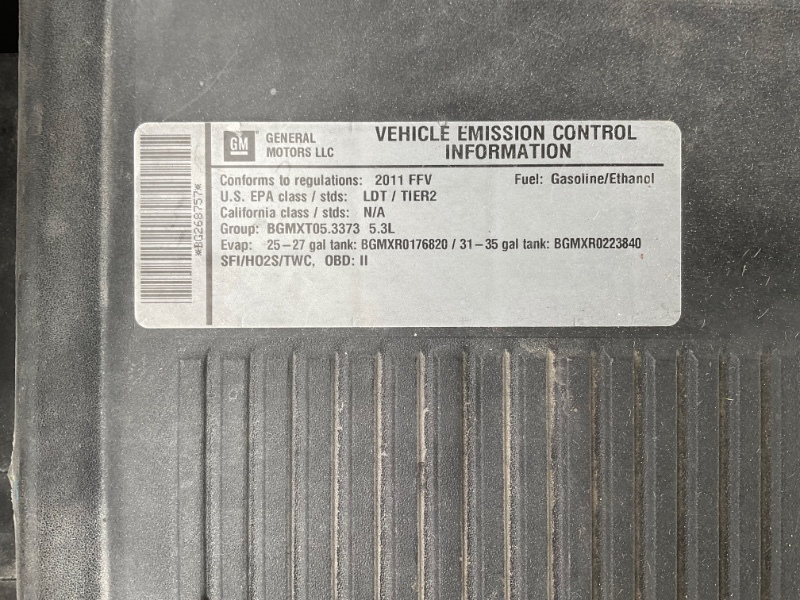 *BG268757*
GM
GENERAL MOTORS LLC
VEHICLE EMISSION CONTROL INFORMATION
Conforms to regulations: 2011 FFV Fuel: Gasoline/Ethanol
U.S. EPA class / stds: LDT / TIER2
California class / stds: N/A
Group: BGMXT05.3373 5.3L
Evap: 25-27 gal tank: BGMXR0176820 / 31-35 gal tank: BGMXR0223840
SFI/HO2S/TWC, OBD: II